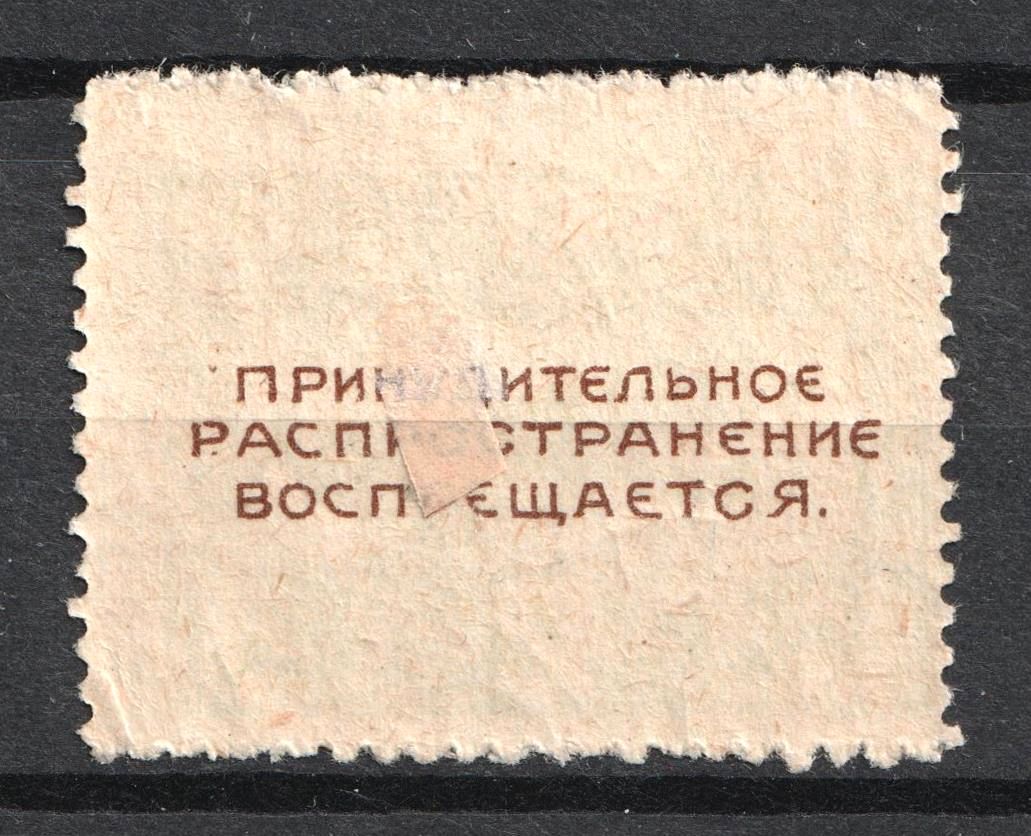 ПРИНУДИТЕЛЬНОЕ
РАСПРОСТРАНЕНИЕ
ВОСПРЕЩАЕТСЯ.